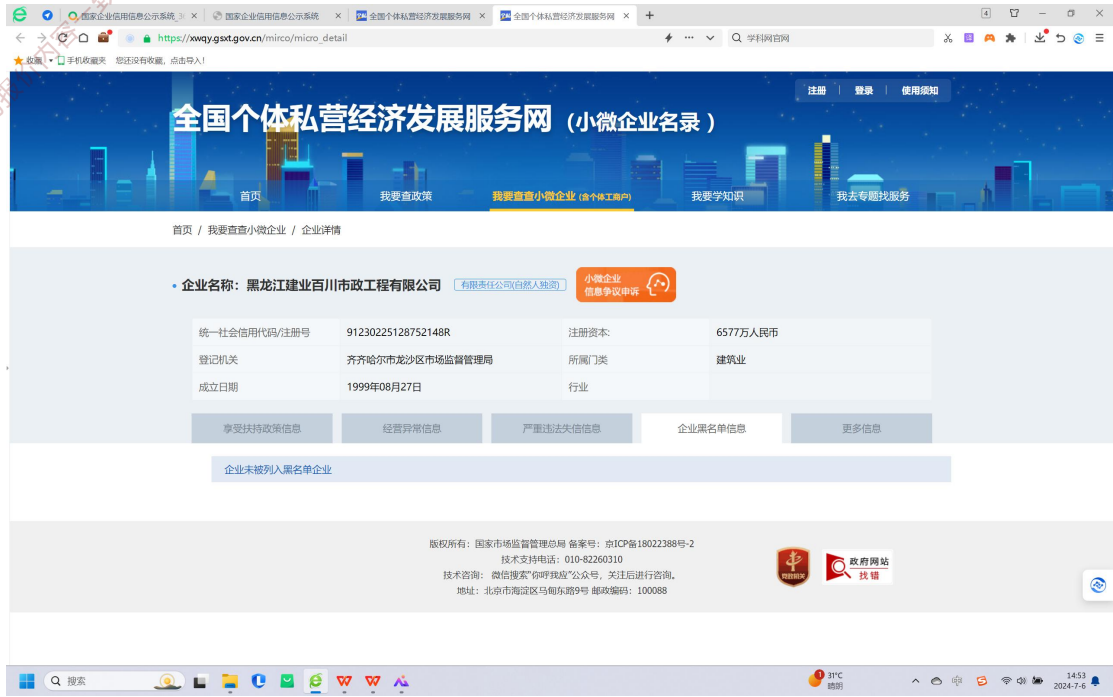 国家企业信用信息公示系统
国家企业信用信息公示系统
全国个体私营经济发展服务网
全国个体私营经济发展服务网
4
https://xwqy.gsxt.gov.cn/mirco/micro_detail
学科网官网
收藏
手机收藏夹
您还没有收藏，点击导入！
注册
登录
使用须知
全国个体私营经济发展服务网（小微企业名录 ）
首页
我要查政策
我要查查小微企业 (含个体工商户)
我要学知识
我去专题找服务
首页 / 我要查查小微企业 / 企业详情
企业名称：黑龙江建业百川市政工程有限公司
有限责任公司(自然人独资)
小微企业
信息争议申诉
统一社会信用代码/注册号 91230225128752148R 注册资本: 6577万人民币
登记机关 齐齐哈尔市龙沙区市场监督管理局 所属门类 建筑业
成立日期 1999年08月27日 行业
享受扶持政策信息
经营异常信息
严重违法失信信息
企业黑名单信息
更多信息
企业未被列入黑名单企业
版权所有：国家市场监督管理总局 备案号：京ICP备18022388号-2
技术支持电话：010-82260310
技术咨询： 微信搜索"你呼我应"公众号，关注后进行咨询。
地址：北京市海淀区马甸东路9号 邮政编码：100088
党政机关
政府网站
找错
搜索
1
31°C
晴朗
中
14:53
2024-7-6